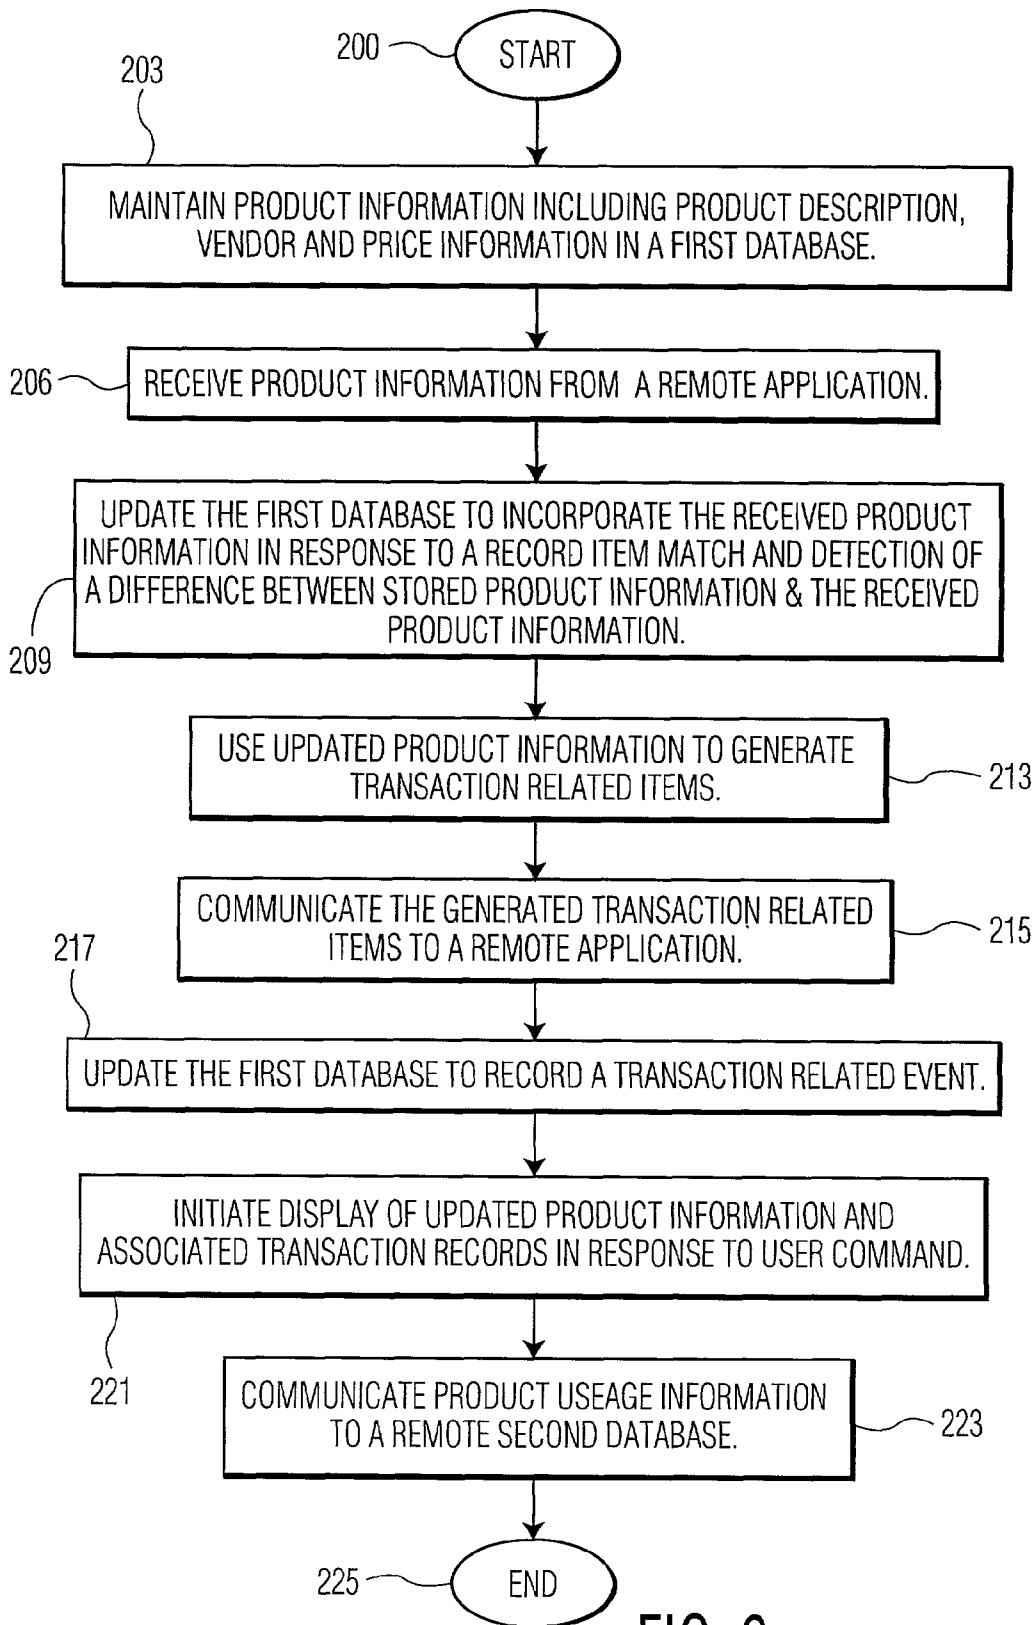 200
START
203
MAINTAIN PRODUCT INFORMATION INCLUDING PRODUCT DESCRIPTION,
VENDOR AND PRICE INFORMATION IN A FIRST DATABASE.
206
RECEIVE PRODUCT INFORMATION FROM A REMOTE APPLICATION.
UPDATE THE FIRST DATABASE TO INCORPORATE THE RECEIVED PRODUCT
INFORMATION IN RESPONSE TO A RECORD ITEM MATCH AND DETECTION OF
A DIFFERENCE BETWEEN STORED PRODUCT INFORMATION & THE RECEIVED
PRODUCT INFORMATION.
209
USE UPDATED PRODUCT INFORMATION TO GENERATE
TRANSACTION RELATED ITEMS.
213
COMMUNICATE THE GENERATED TRANSACTION RELATED
ITEMS TO A REMOTE APPLICATION.
215
217
UPDATE THE FIRST DATABASE TO RECORD A TRANSACTION RELATED EVENT.
INITIATE DISPLAY OF UPDATED PRODUCT INFORMATION AND
ASSOCIATED TRANSACTION RECORDS IN RESPONSE TO USER COMMAND.
221
COMMUNICATE PRODUCT USEAGE INFORMATION
TO A REMOTE SECOND DATABASE.
223
225
END